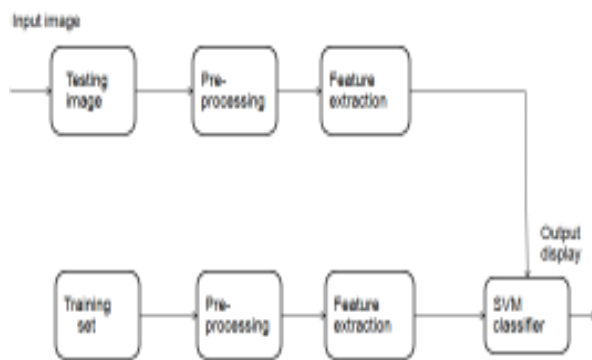 Input image
Testing
image
Pre-
processing
Feature
extraction
Output
display
Training
set
Pre-
processing
Feature
extraction
SVM
classifier